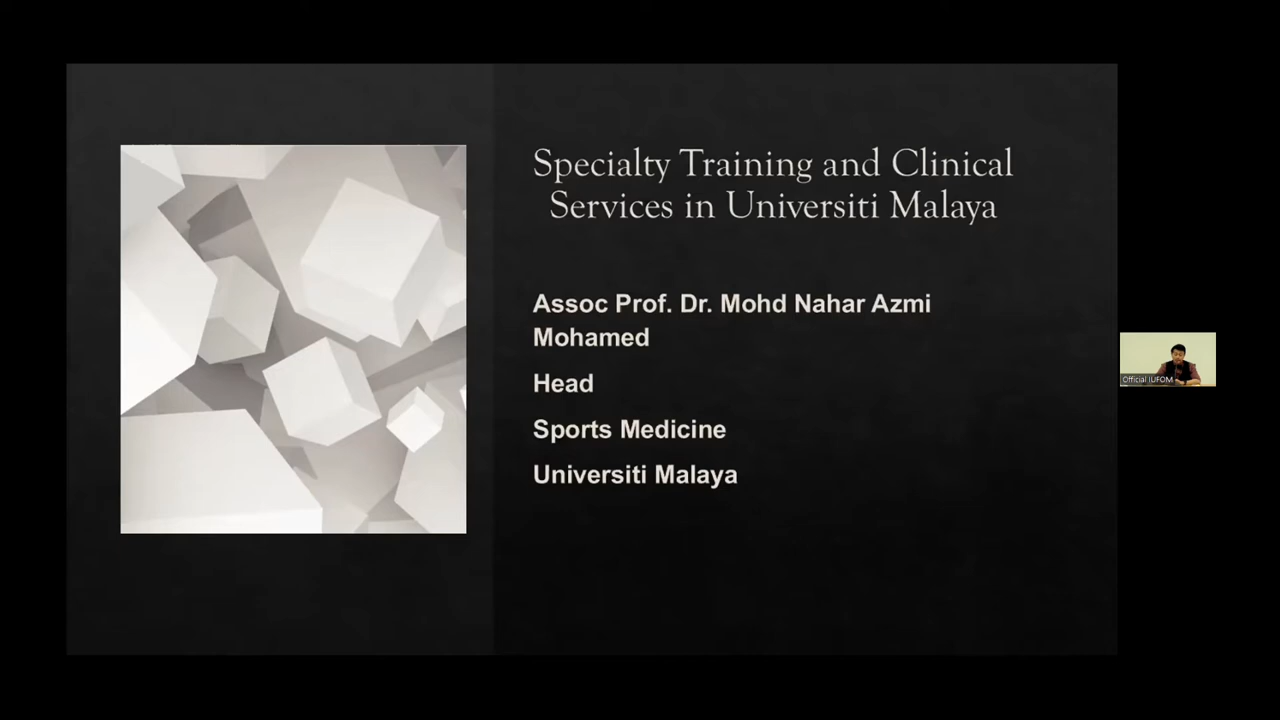 Specialty Training and Clinical
Services in Universiti Malaya
Assoc Prof. Dr. Mohd Nahar Azmi
Mohamed
Head
Sports Medicine
Universiti Malaya
Official IUFOM